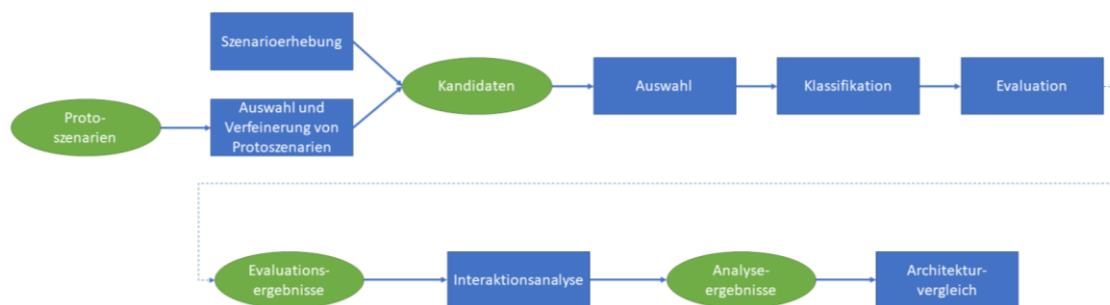 Szenarioerhebung
Proto-
szenarien
Auswahl und
Verfeinerung von
Protoszenarien
Kandidaten
Auswahl
Klassifikation
Evaluation
Evaluations-
ergebnisse
Interaktionsanalyse
Analyse-
ergebnisse
Architektur-
vergleich